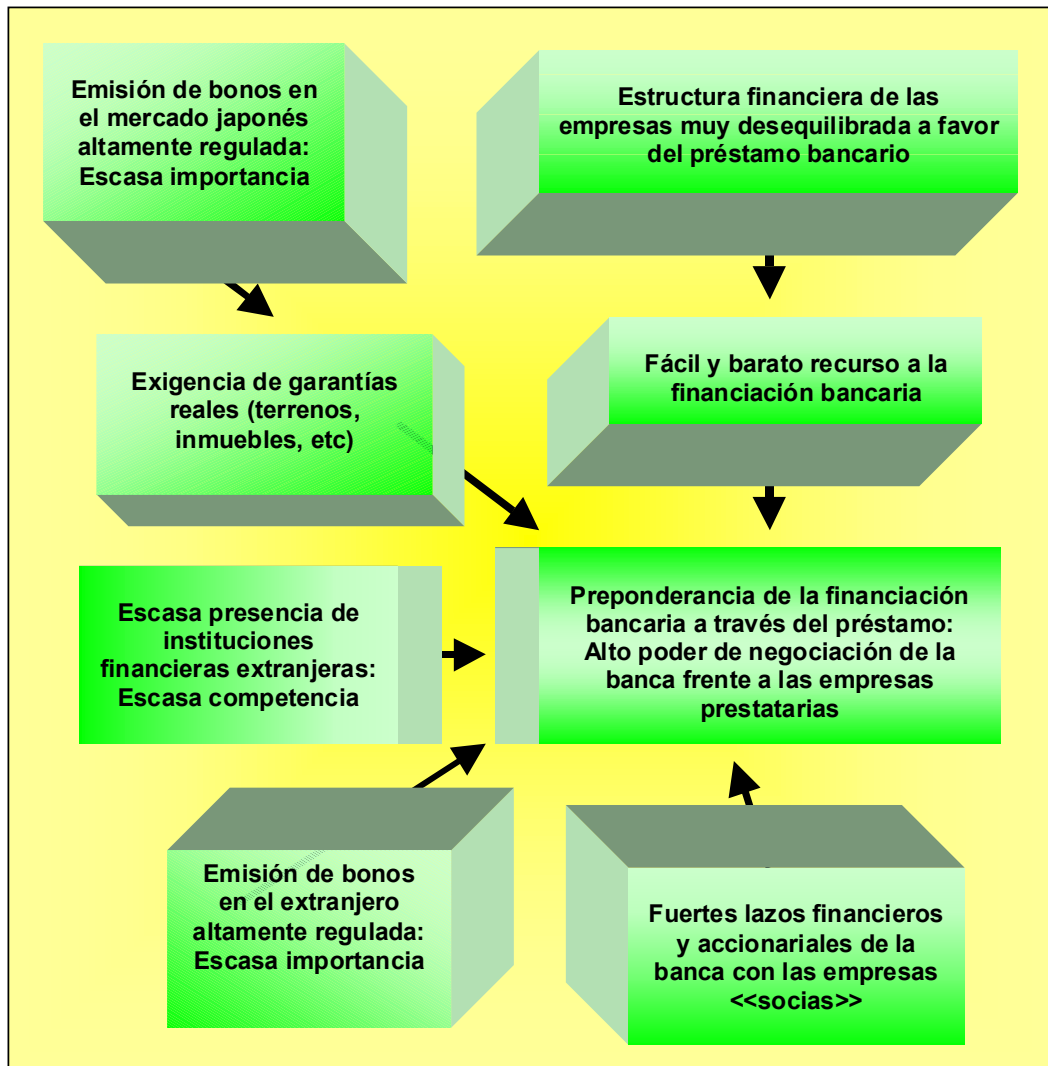 Emisión de bonos en
el mercado japonés
altamente regulada:
Escasa importancia
Estructura financiera de las
empresas muy desequilibrada a favor
del préstamo bancario
Exigencia de garantías
reales (terrenos,
inmuebles, etc)
Fácil y barato recurso a la
financiación bancaria
Escasa presencia de
instituciones
financieras extranjeras:
Escasa competencia
Preponderancia de la financiación
bancaria a través del préstamo:
Alto poder de negociación de la
banca frente a las empresas
prestatarias
Emisión de bonos
en el extranjero
altamente regulada:
Escasa importancia
Fuertes lazos financieros
y accionariales de la
banca con las empresas
<<socias>>